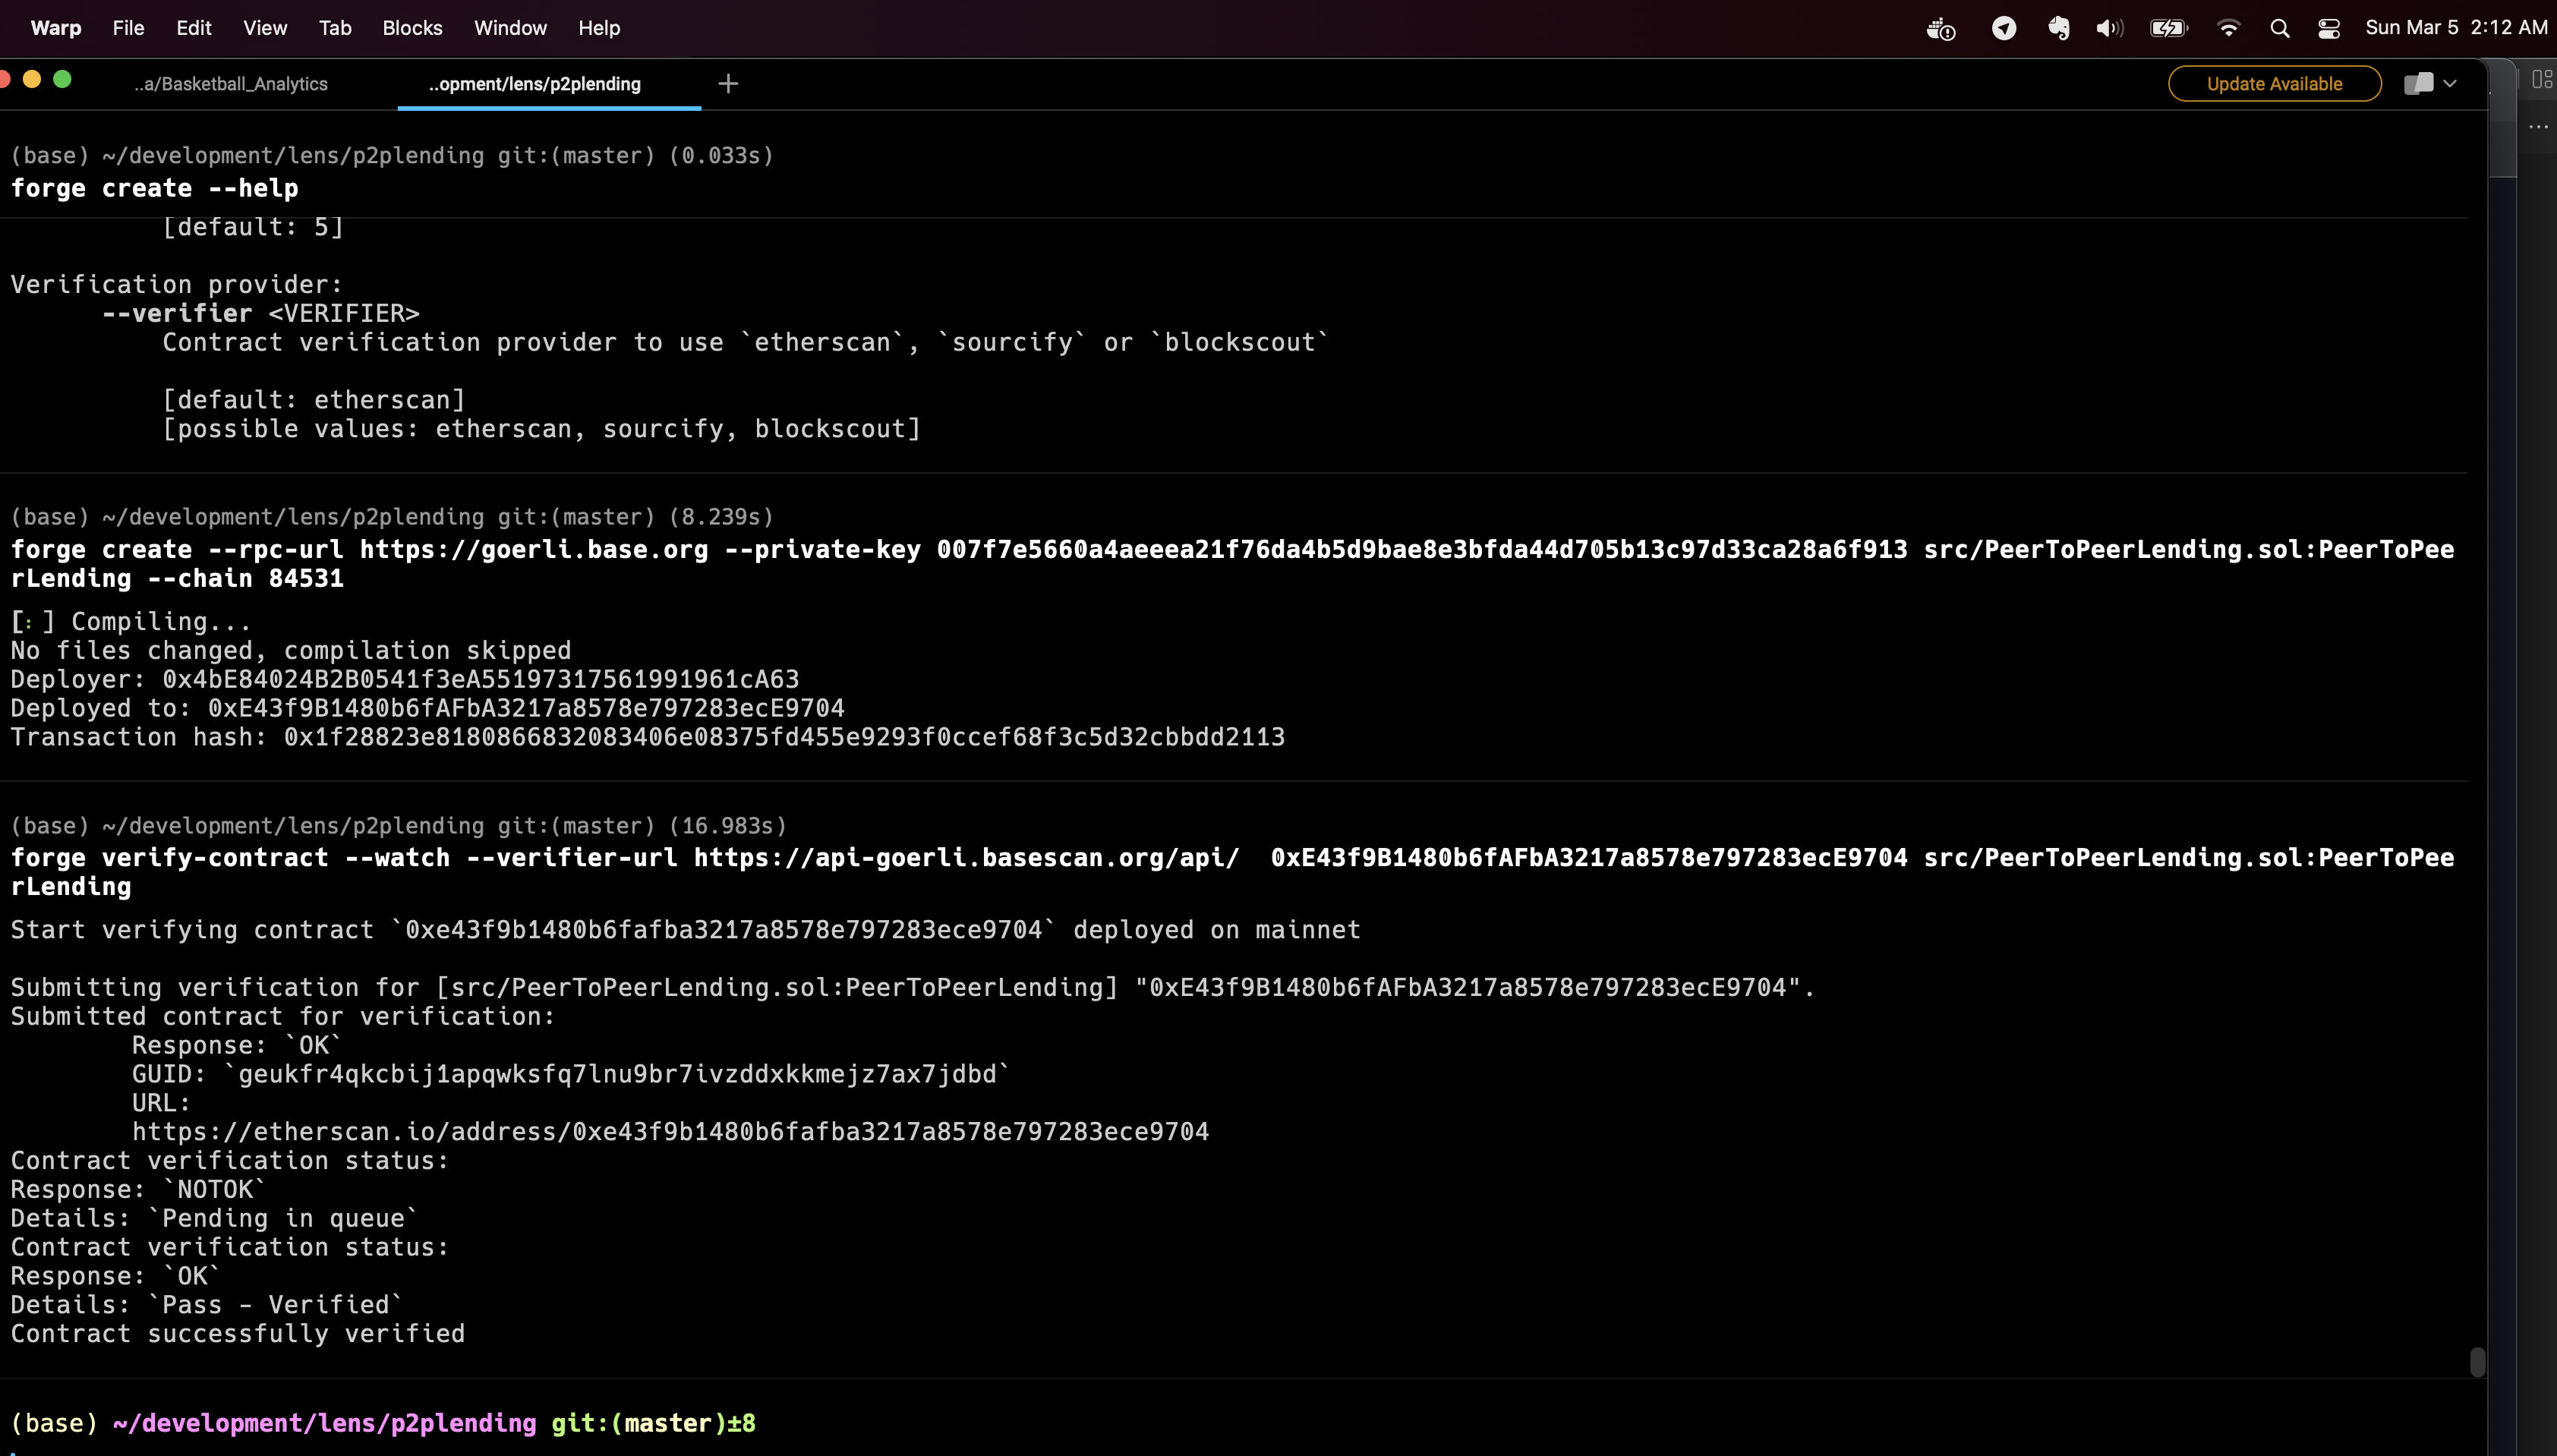 Warp File Edit View Tab Blocks Window Help Sun Mar 5 2:12 AM
..a/Basketball_Analytics ..opment/lens/p2plending + Update Available
(base) ~/development/lens/p2plending git:(master) (0.033s)
forge create --help
[default: 5]
Verification provider:
--verifier <VERIFIER>
Contract verification provider to use `etherscan`, `sourcify` or `blockscout`
[default: etherscan]
[possible values: etherscan, sourcify, blockscout]
(base) ~/development/lens/p2plending git:(master) (8.239s)
forge create --rpc-url https://goerli.base.org --private-key 007f7e5660a4aeeeea21f76da4b5d9bae8e3bfda44d705b13c97d33ca28a6f913 src/PeerToPeerLending.sol:PeerToPee
rLending --chain 84531
[:] Compiling...
No files changed, compilation skipped
Deployer: 0x4bE84024B2B0541f3eA55197317561991961cA63
Deployed to: 0xE43f9B1480b6fAFbA3217a8578e797283ecE9704
Transaction hash: 0x1f28823e8180866832083406e08375fd455e9293f0ccef68f3c5d32cbbdd2113
(base) ~/development/lens/p2plending git:(master) (16.983s)
forge verify-contract --watch --verifier-url https://api-goerli.basescan.org/api/  0xE43f9B1480b6fAFbA3217a8578e797283ecE9704 src/PeerToPeerLending.sol:PeerToPee
rLending
Start verifying contract `0xe43f9b1480b6fafba3217a8578e797283ece9704` deployed on mainnet
Submitting verification for [src/PeerToPeerLending.sol:PeerToPeerLending] "0xE43f9B1480b6fAFbA3217a8578e797283ecE9704".
Submitted contract for verification:
Response: `OK`
GUID: `geukfr4qkcbij1apqwksfq7lnu9br7ivzddxkkmejz7ax7jdbd`
URL:
https://etherscan.io/address/0xe43f9b1480b6fafba3217a8578e797283ece9704
Contract verification status:
Response: `NOTOK`
Details: `Pending in queue`
Contract verification status:
Response: `OK`
Details: `Pass - Verified`
Contract successfully verified
(base) ~/development/lens/p2plending git:(master)±8